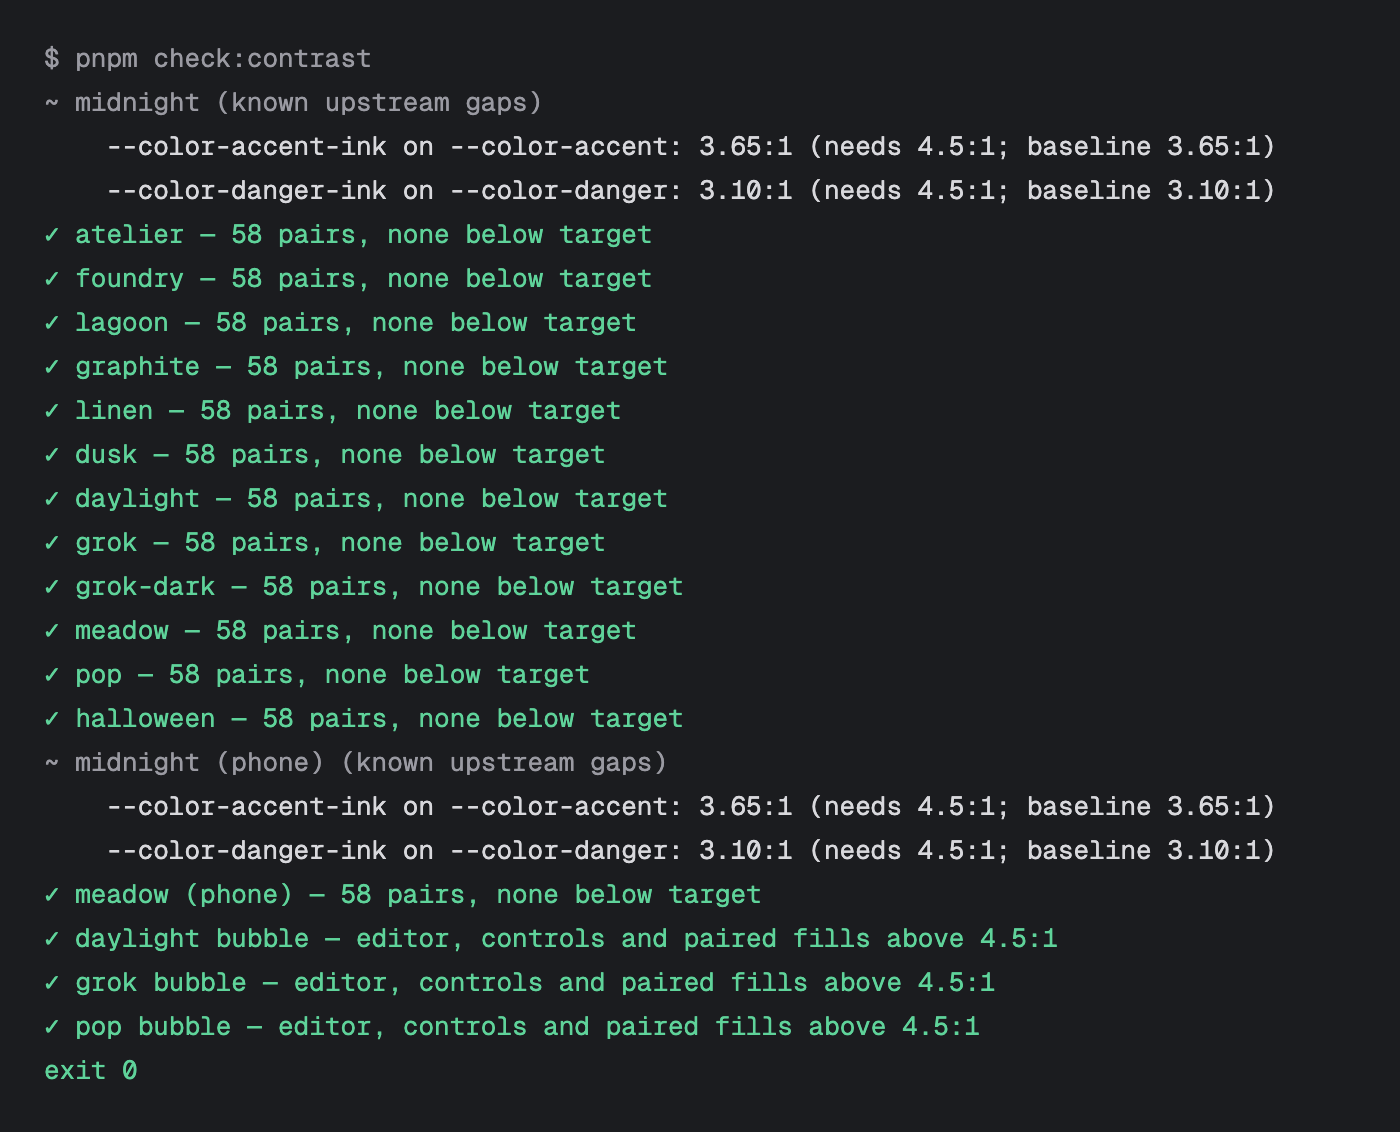 $ pnpm check:contrast
~ midnight (known upstream gaps)
--color-accent-ink on --color-accent: 3.65:1 (needs 4.5:1; baseline 3.65:1)
--color-danger-ink on --color-danger: 3.10:1 (needs 4.5:1; baseline 3.10:1)
✓ atelier — 58 pairs, none below target
✓ foundry — 58 pairs, none below target
✓ lagoon — 58 pairs, none below target
✓ graphite — 58 pairs, none below target
✓ linen — 58 pairs, none below target
✓ dusk — 58 pairs, none below target
✓ daylight — 58 pairs, none below target
✓ grok — 58 pairs, none below target
✓ grok-dark — 58 pairs, none below target
✓ meadow — 58 pairs, none below target
✓ pop — 58 pairs, none below target
✓ halloween — 58 pairs, none below target
~ midnight (phone) (known upstream gaps)
--color-accent-ink on --color-accent: 3.65:1 (needs 4.5:1; baseline 3.65:1)
--color-danger-ink on --color-danger: 3.10:1 (needs 4.5:1; baseline 3.10:1)
✓ meadow (phone) — 58 pairs, none below target
✓ daylight bubble — editor, controls and paired fills above 4.5:1
✓ grok bubble — editor, controls and paired fills above 4.5:1
✓ pop bubble — editor, controls and paired fills above 4.5:1
exit 0